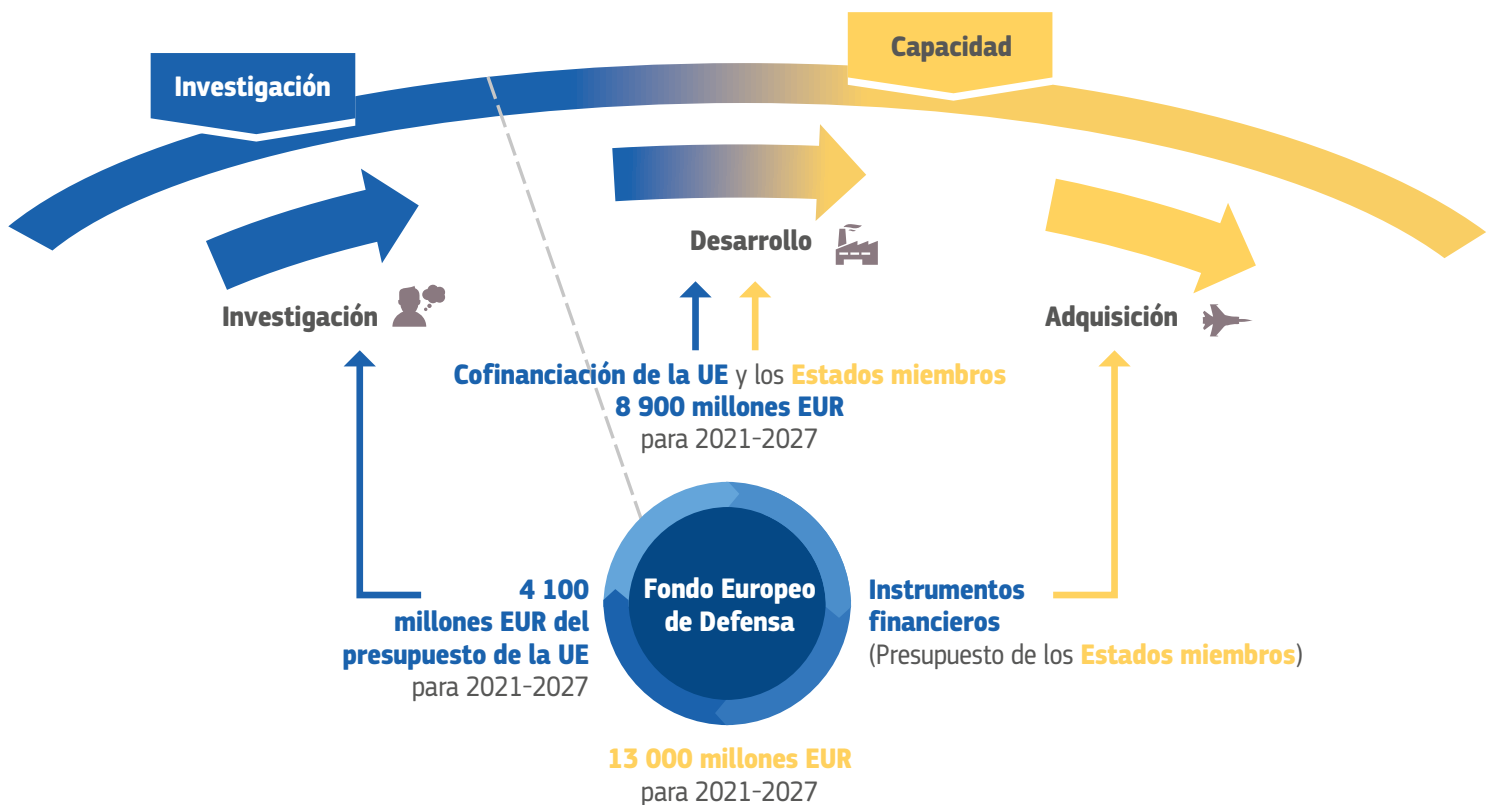 Investigación
Capacidad
Desarrollo
Investigación
Adquisición
Cofinanciación de la UE y los Estados miembros
8 900 millones EUR
para 2021-2027
4 100
millones EUR del
presupuesto de la UE
para 2021-2027
Fondo Europeo
de Defensa
Instrumentos
financieros
(Presupuesto de los Estados miembros)
13 000 millones EUR
para 2021-2027